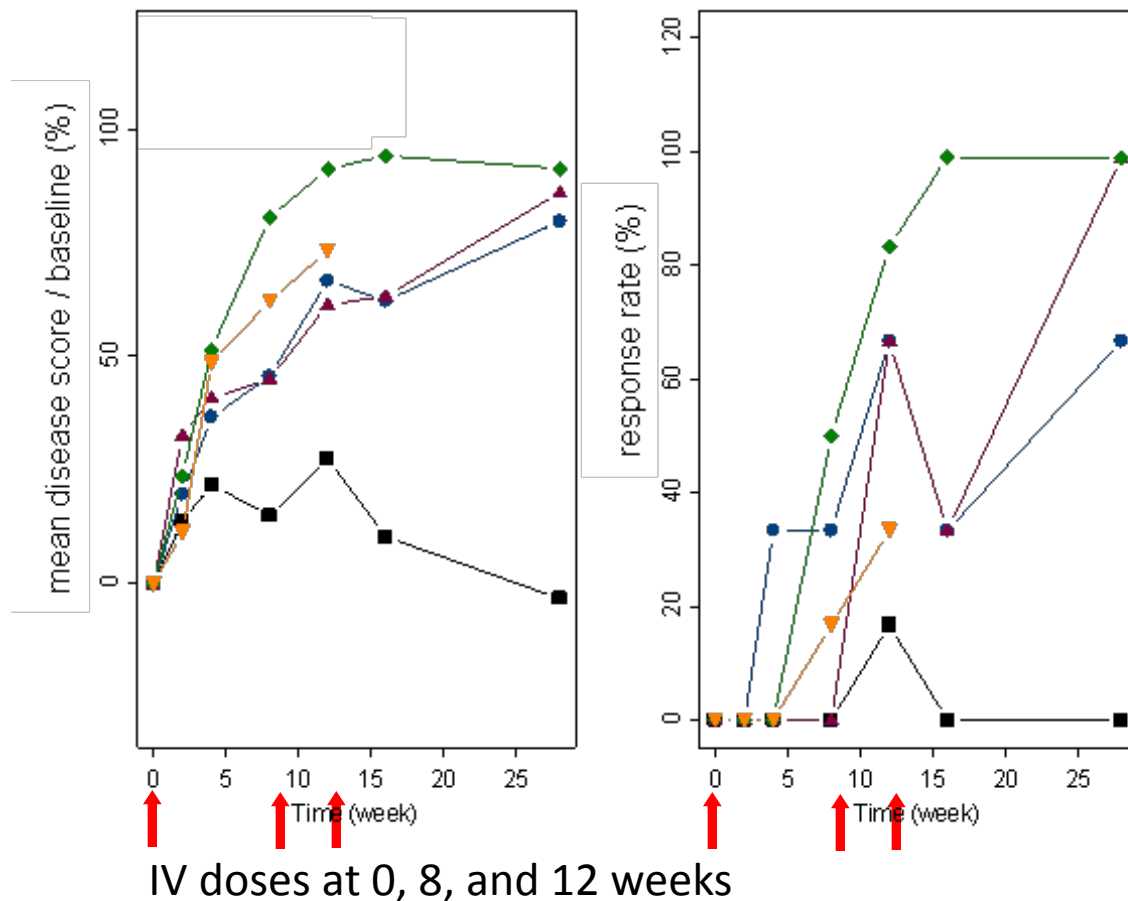 mean disease score / baseline (%)
100
50
0
0 5 10 15 20 25
Time (week)
response rate (%)
120
100
80
60
40
20
0
0 5 10 15 20 25
Time (week)
IV doses at 0, 8, and 12 weeks